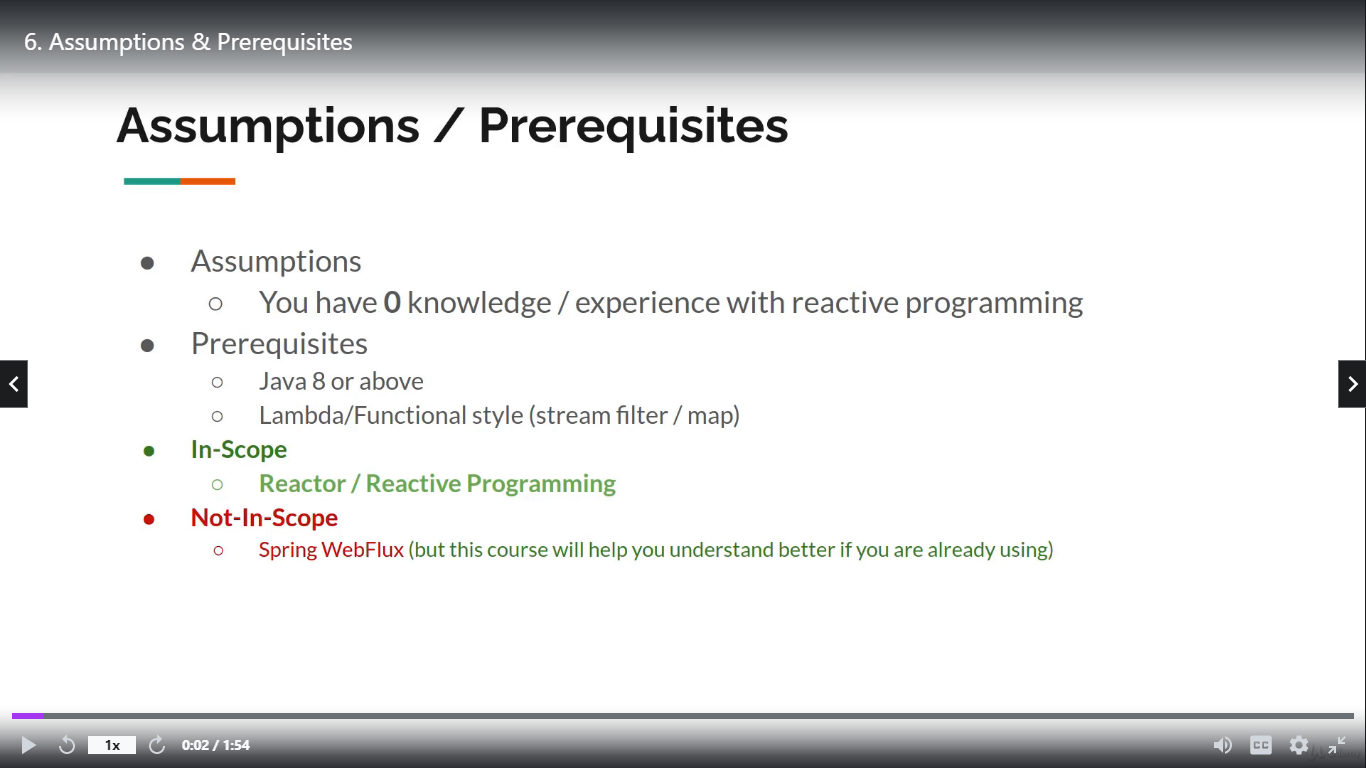 6. Assumptions & Prerequisites
Assumptions / Prerequisites
● Assumptions
○ You have 0 knowledge / experience with reactive programming
● Prerequisites
○ Java 8 or above
○ Lambda/Functional style (stream filter / map)
● In-Scope
○ Reactor / Reactive Programming
● Not-In-Scope
○ Spring WebFlux (but this course will help you understand better if you are already using)
1x 0:02 / 1:54 CC